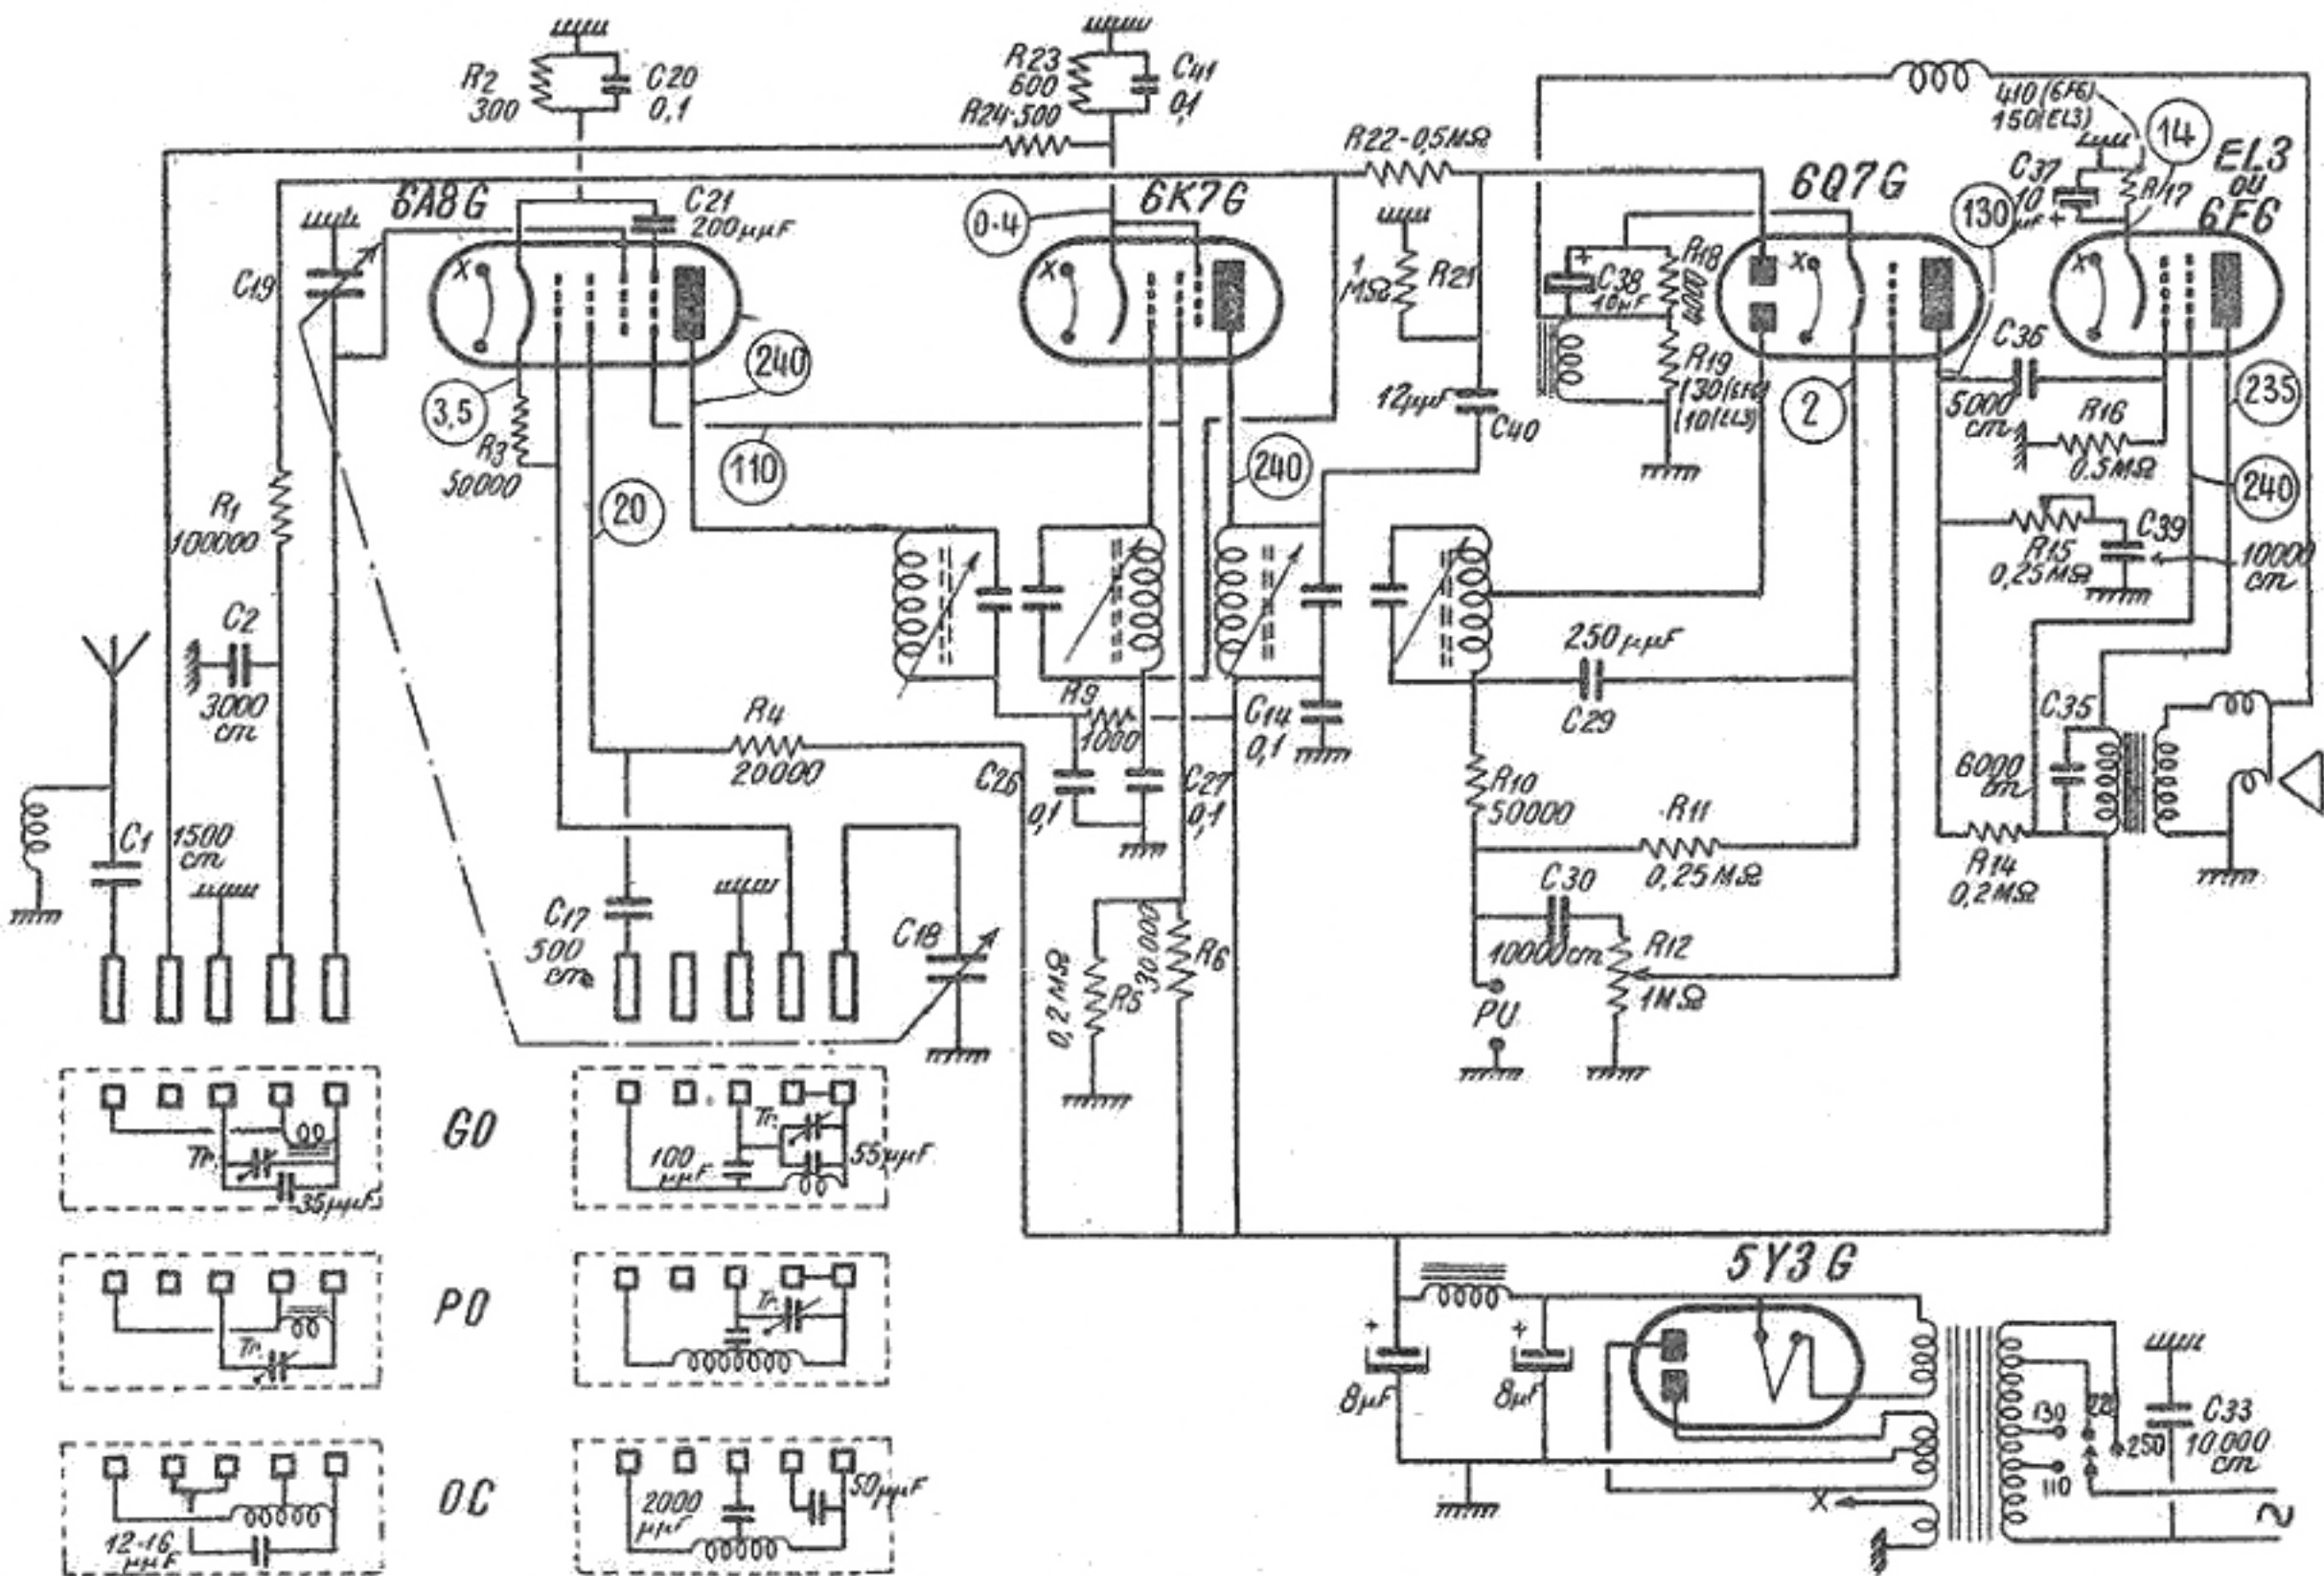 R2
300
C20
0,1
R23
600
C41
0,1
R24-500
R22-0,5MΩ
410(6F6)
150(EL3)
14
EL3
ou
6F6
C37
10
µF +
R17
6A8G
C21
200µµF
0-4
6K7G
6Q7G
130
C19
X
X
1
MΩ
R21
+
C38
10µF
R18
4000
X
X
3,5
240
R3
50000
110
R19
130(6F6)
110(EL3)
2
C36
5000
cm
235
R16
0.5MΩ
12µµF
C40
240
240
20
R1
100000
R15
0,25MΩ
C39
10000
cm
C2
3000
cm
250µµF
C29
R4
20000
R9
1000
C14
0,1
C35
6000
cm
C26
0,1
C27
0,1
R10
50000
R11
0,25MΩ
R14
0,2MΩ
C1
1500
cm
C17
500
cm
C18
0,2MΩ
R5
30.000
R6
C30
10000cm
R12
1MΩ
PU
GO
Tr.
35µµF
Tr.
100
µµF
55µµF
PO
Tr.
Tr.
5Y3G
+
8µF
+
8µF
OC
12-16
µµF
2000
µµF
50µµF
130
110
250
C33
10.000
cm
X
~